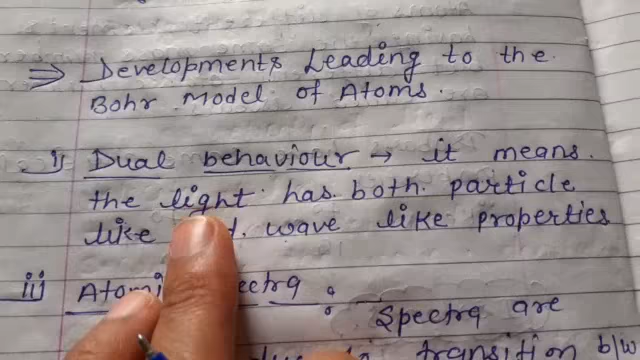 ⇒ Developments Leading to the
Bohr Model of Atoms.
i) Dual behaviour → it means
the light has both particle
like wave like properties
ii) Atomic :
Spectra are
transition b/w